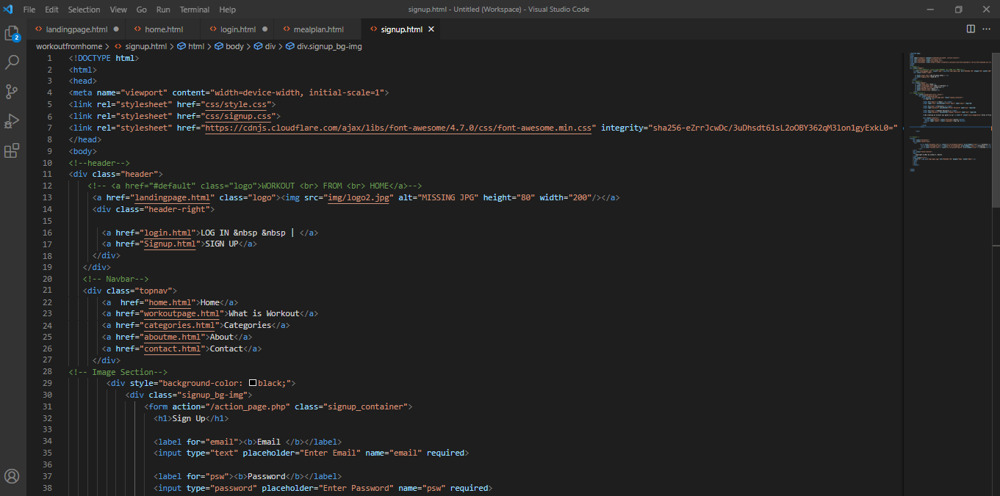 File Edit Selection View Go Run Terminal Help signup.html - Untitled (Workspace) - Visual Studio Code
landingpage.html home.html login.html mealplan.html signup.html
2
workoutfromhome > signup.html > html > body > div > div.signup_bg-img
1 <!DOCTYPE html>
2 <html>
3 <head>
4 <meta name="viewport" content="width=device-width, initial-scale=1">
5 <link rel="stylesheet" href="css/style.css">
6 <link rel="stylesheet" href="css/signup.css">
7 <link rel="stylesheet" href="https://cdnjs.cloudflare.com/ajax/libs/font-awesome/4.7.0/css/font-awesome.min.css" integrity="sha256-eZrrJcwDc/3uDhsdt61sL2oOBY362qM3lon1gyExkL0="
8 </head>
9 <body>
10 <!--header-->
11 <div class="header">
12 <!-- <a href="#default" class="logo">WORKOUT <br> FROM <br> HOME</a>-->
13 <a href="landingpage.html" class="logo"><img src="img/logo2.jpg" alt="MISSING JPG" height="80" width="200"/></a>
14 <div class="header-right">
15
16 <a href="login.html">LOG IN &nbsp &nbsp | </a>
17 <a href="Signup.html">SIGN UP</a>
18 </div>
19 </div>
20 <!-- Navbar-->
21 <div class="topnav">
22 <a  href="home.html">Home</a>
23 <a href="workoutpage.html">What is Workout</a>
24 <a href="categories.html">Categories</a>
25 <a href="aboutme.html">About</a>
26 <a href="contact.html">Contact</a>
27 </div>
28 <!-- Image Section-->
29 <div style="background-color: black;">
30 <div class="signup_bg-img">
31 <form action="/action_page.php" class="signup_container">
32 <h1>Sign Up</h1>
33
34 <label for="email"><b>Email </b></label>
35 <input type="text" placeholder="Enter Email" name="email" required>
36
37 <label for="psw"><b>Password</b></label>
38 <input type="password" placeholder="Enter Password" name="psw" required>